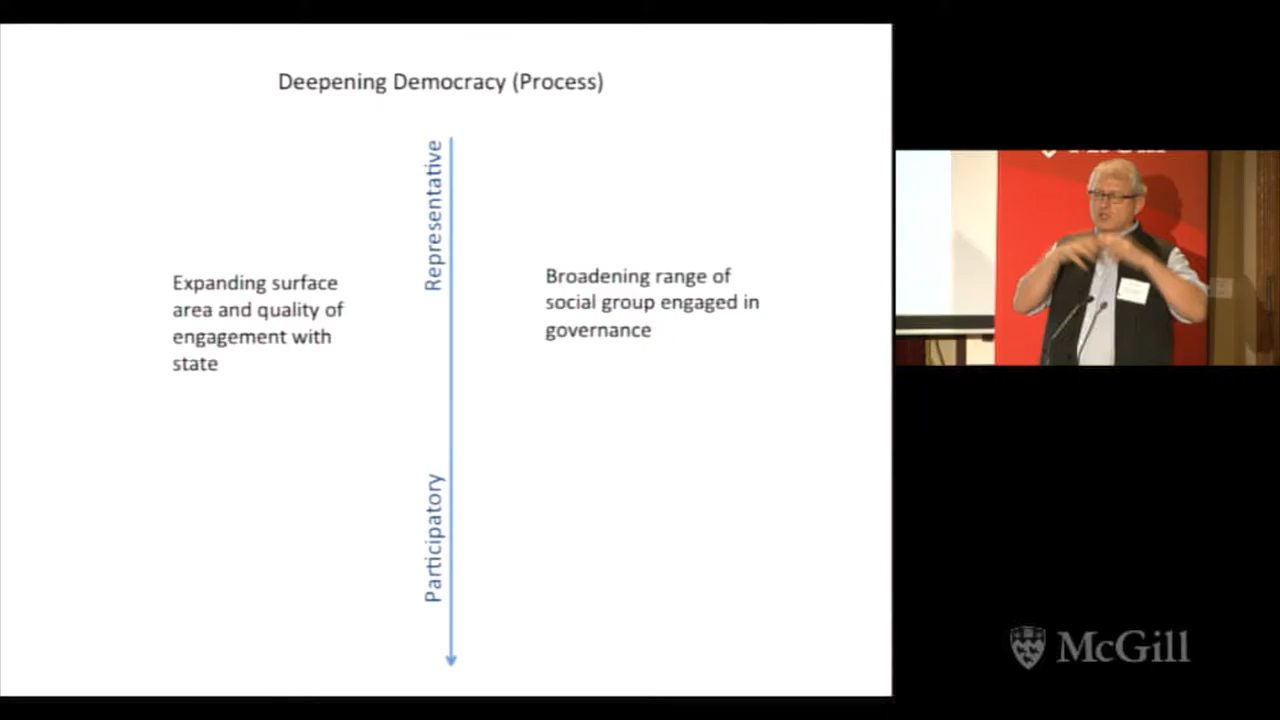 Deepening Democracy (Process)
Representative
Expanding surface
area and quality of
engagement with
state
Broadening range of
social group engaged in
governance
Participatory
McGill
McGill